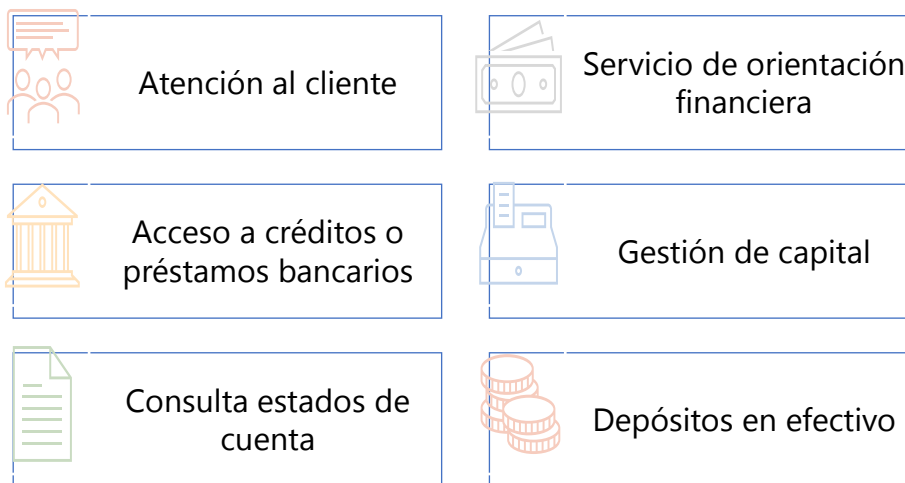 Atención al cliente
Servicio de orientación
financiera
Acceso a créditos o
préstamos bancarios
Gestión de capital
Consulta estados de
cuenta
Depósitos en efectivo